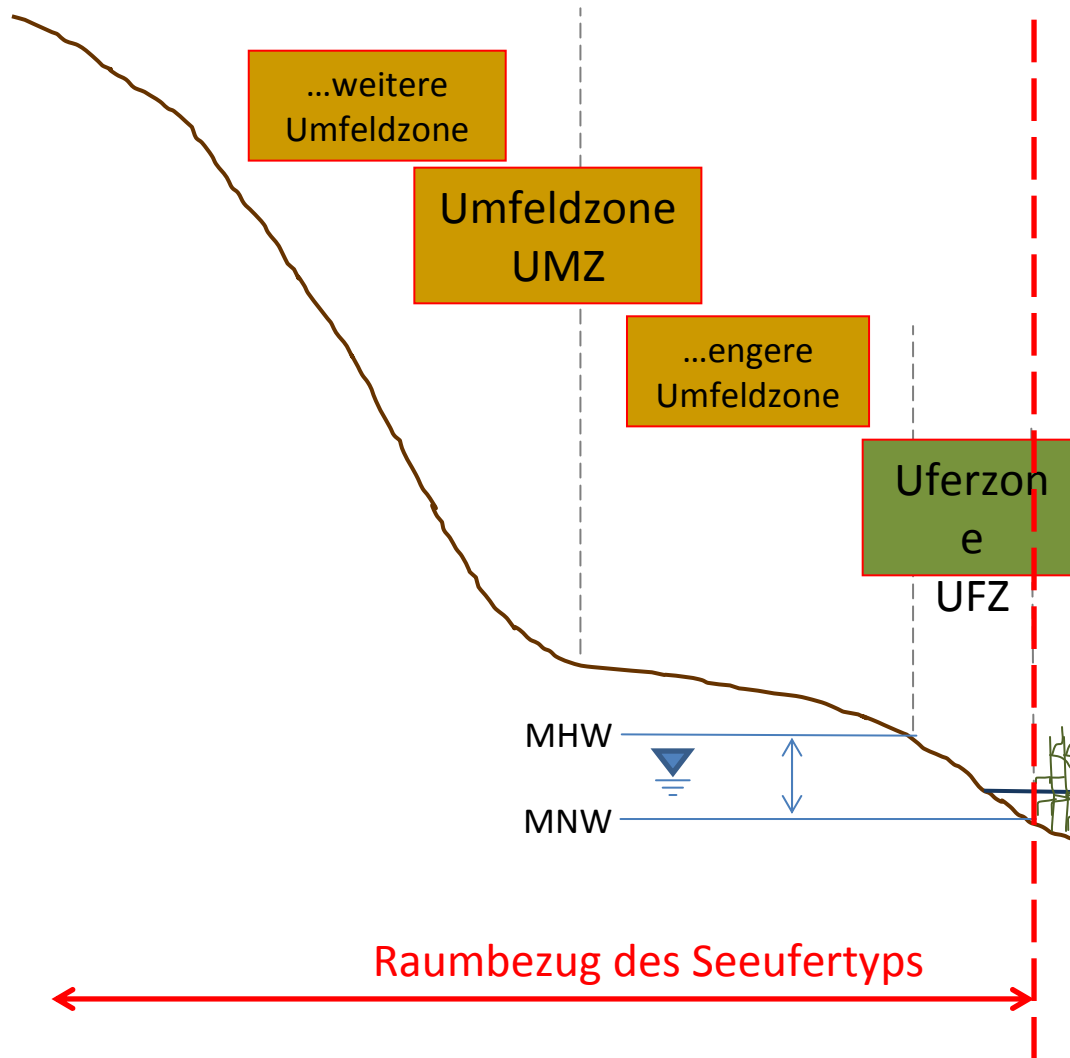 ...weitere
Umfeldzone
Umfeldzone
UMZ
...engere
Umfeldzone
Uferzon
e
UFZ
MHW
MNW
Raumbezug des Seeufertyps